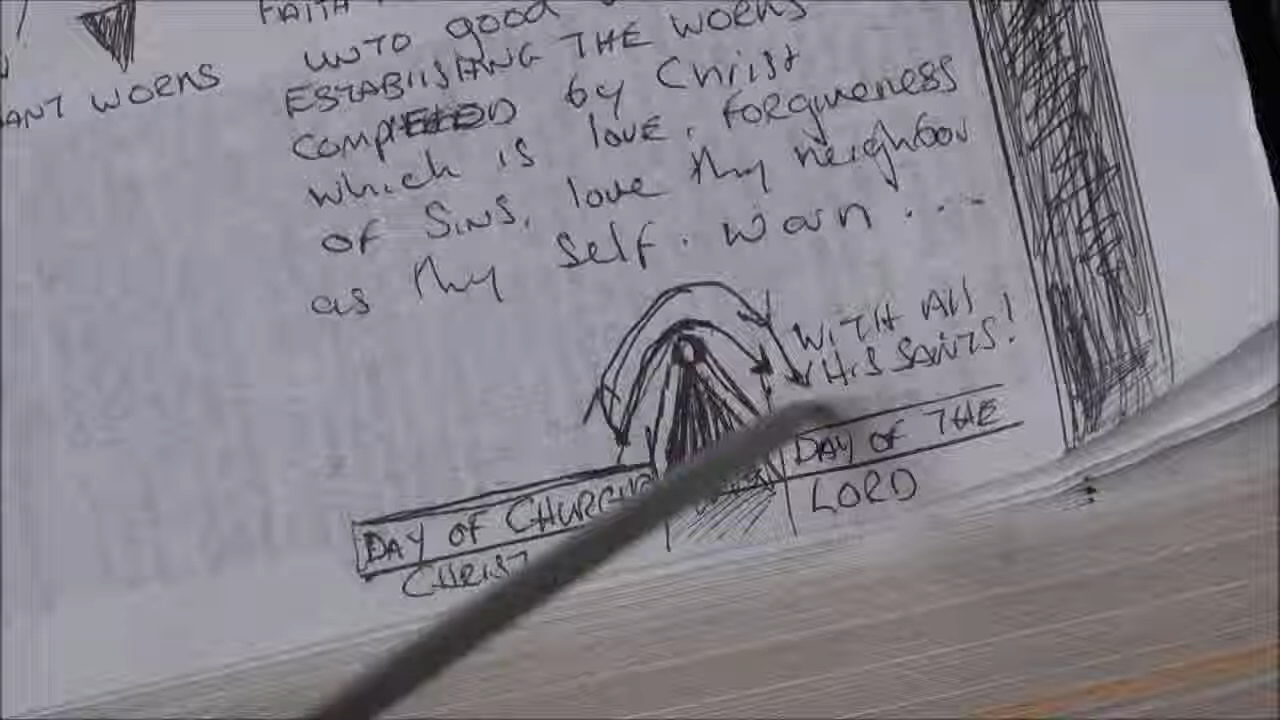 FAITH
UNTO good
ANT WORKS
ESTABlISHING THE WORKS
COMPLETED by Christ
which is love, Forgiveness
of SiNS, love thy neighbour
as thy self. Warn ....
WiTH All
HiS SAiNTS!
DAY OF THE
LORD
DAY of CHURCH
CHRiST